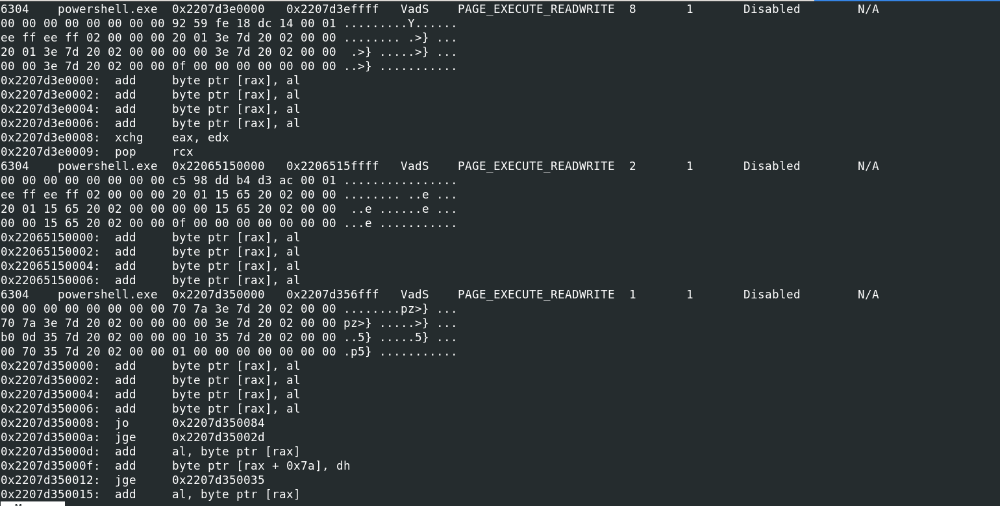 6304    powershell.exe  0x2207d3e0000   0x2207d3effff   VadS    PAGE_EXECUTE_READWRITE  8       1       Disabled        N/A
00 00 00 00 00 00 00 00 92 59 fe 18 dc 14 00 01 .........Y......
ee ff ee ff 02 00 00 00 20 01 3e 7d 20 02 00 00 ........ .>} ...
20 01 3e 7d 20 02 00 00 00 00 3e 7d 20 02 00 00  .>} .....>} ...
00 00 3e 7d 20 02 00 00 0f 00 00 00 00 00 00 00 ..>} ...........
0x2207d3e0000:  add     byte ptr [rax], al
0x2207d3e0002:  add     byte ptr [rax], al
0x2207d3e0004:  add     byte ptr [rax], al
0x2207d3e0006:  add     byte ptr [rax], al
0x2207d3e0008:  xchg    eax, edx
0x2207d3e0009:  pop     rcx
6304    powershell.exe  0x22065150000   0x2206515ffff   VadS    PAGE_EXECUTE_READWRITE  2       1       Disabled        N/A
00 00 00 00 00 00 00 00 c5 98 dd b4 d3 ac 00 01 ................
ee ff ee ff 02 00 00 00 20 01 15 65 20 02 00 00 ........ ..e ...
20 01 15 65 20 02 00 00 00 00 15 65 20 02 00 00  ..e ......e ...
00 00 15 65 20 02 00 00 0f 00 00 00 00 00 00 00 ...e ...........
0x22065150000:  add     byte ptr [rax], al
0x22065150002:  add     byte ptr [rax], al
0x22065150004:  add     byte ptr [rax], al
0x22065150006:  add     byte ptr [rax], al
6304    powershell.exe  0x2207d350000   0x2207d356fff   VadS    PAGE_EXECUTE_READWRITE  1       1       Disabled        N/A
00 00 00 00 00 00 00 00 70 7a 3e 7d 20 02 00 00 ........pz>} ...
70 7a 3e 7d 20 02 00 00 00 00 3e 7d 20 02 00 00 pz>} .....>} ...
b0 0d 35 7d 20 02 00 00 00 10 35 7d 20 02 00 00 ..5} .....5} ...
00 70 35 7d 20 02 00 00 01 00 00 00 00 00 00 00 .p5} ...........
0x2207d350000:  add     byte ptr [rax], al
0x2207d350002:  add     byte ptr [rax], al
0x2207d350004:  add     byte ptr [rax], al
0x2207d350006:  add     byte ptr [rax], al
0x2207d350008:  jo      0x2207d350084
0x2207d35000a:  jge     0x2207d35002d
0x2207d35000d:  add     al, byte ptr [rax]
0x2207d35000f:  add     byte ptr [rax + 0x7a], dh
0x2207d350012:  jge     0x2207d350035
0x2207d350015:  add     al, byte ptr [rax]